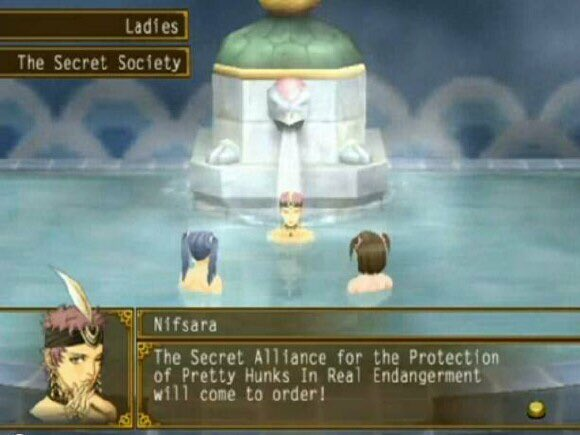 Ladies
The Secret Society
Nifsara
The Secret Alliance for the Protection
of Pretty Hunks In Real Endangerment
will come to order!